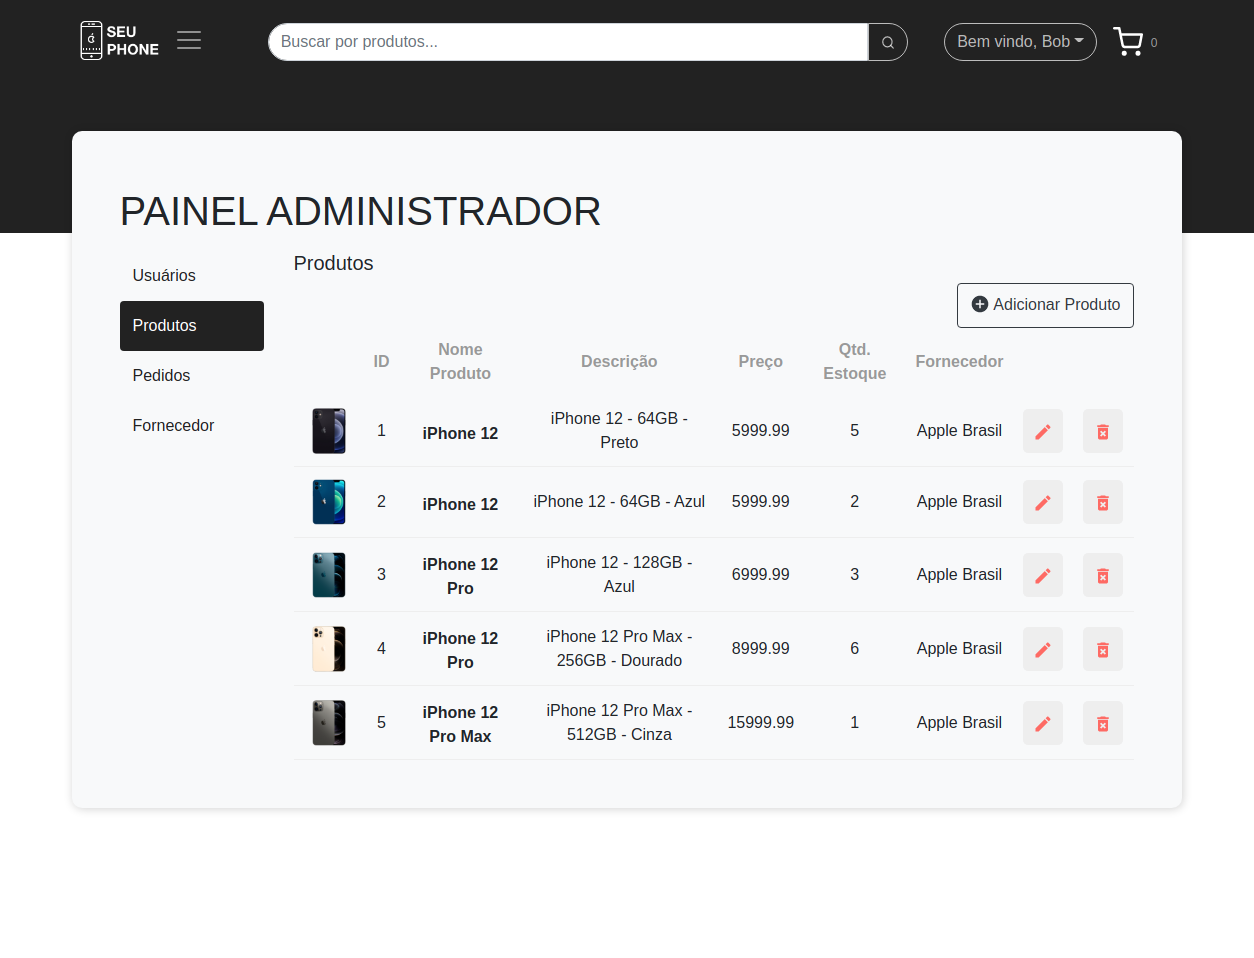 SEU
PHONE
Buscar por produtos...
Bem vindo, Bob
0
PAINEL ADMINISTRADOR
Usuários
Produtos
Pedidos
Fornecedor
Produtos
Adicionar Produto
ID
Nome
Produto
Descrição
Preço
Qtd.
Estoque
Fornecedor
1
iPhone 12
iPhone 12 - 64GB -
Preto
5999.99
5
Apple Brasil
2
iPhone 12
iPhone 12 - 64GB - Azul
5999.99
2
Apple Brasil
3
iPhone 12
Pro
iPhone 12 - 128GB -
Azul
6999.99
3
Apple Brasil
4
iPhone 12
Pro
iPhone 12 Pro Max -
256GB - Dourado
8999.99
6
Apple Brasil
5
iPhone 12
Pro Max
iPhone 12 Pro Max -
512GB - Cinza
15999.99
1
Apple Brasil